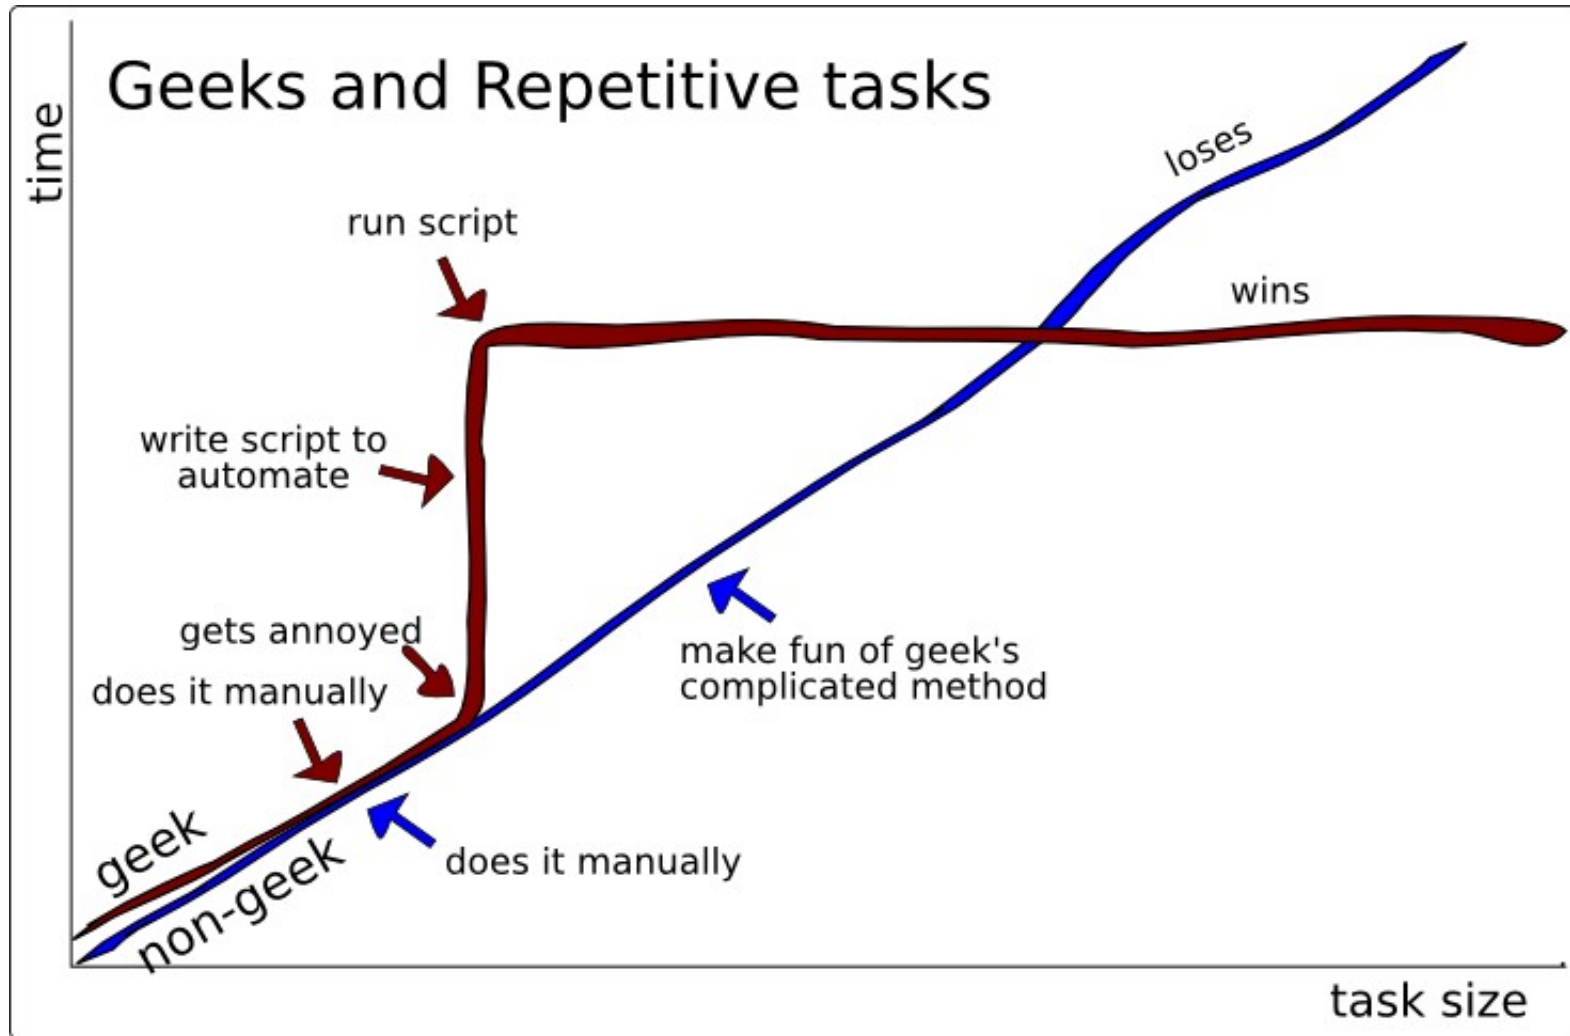 Geeks and Repetitive tasks
time
loses
run script
wins
write script to
automate
gets annoyed
make fun of geek's
complicated method
does it manually
geek
non-geek
does it manually
task size